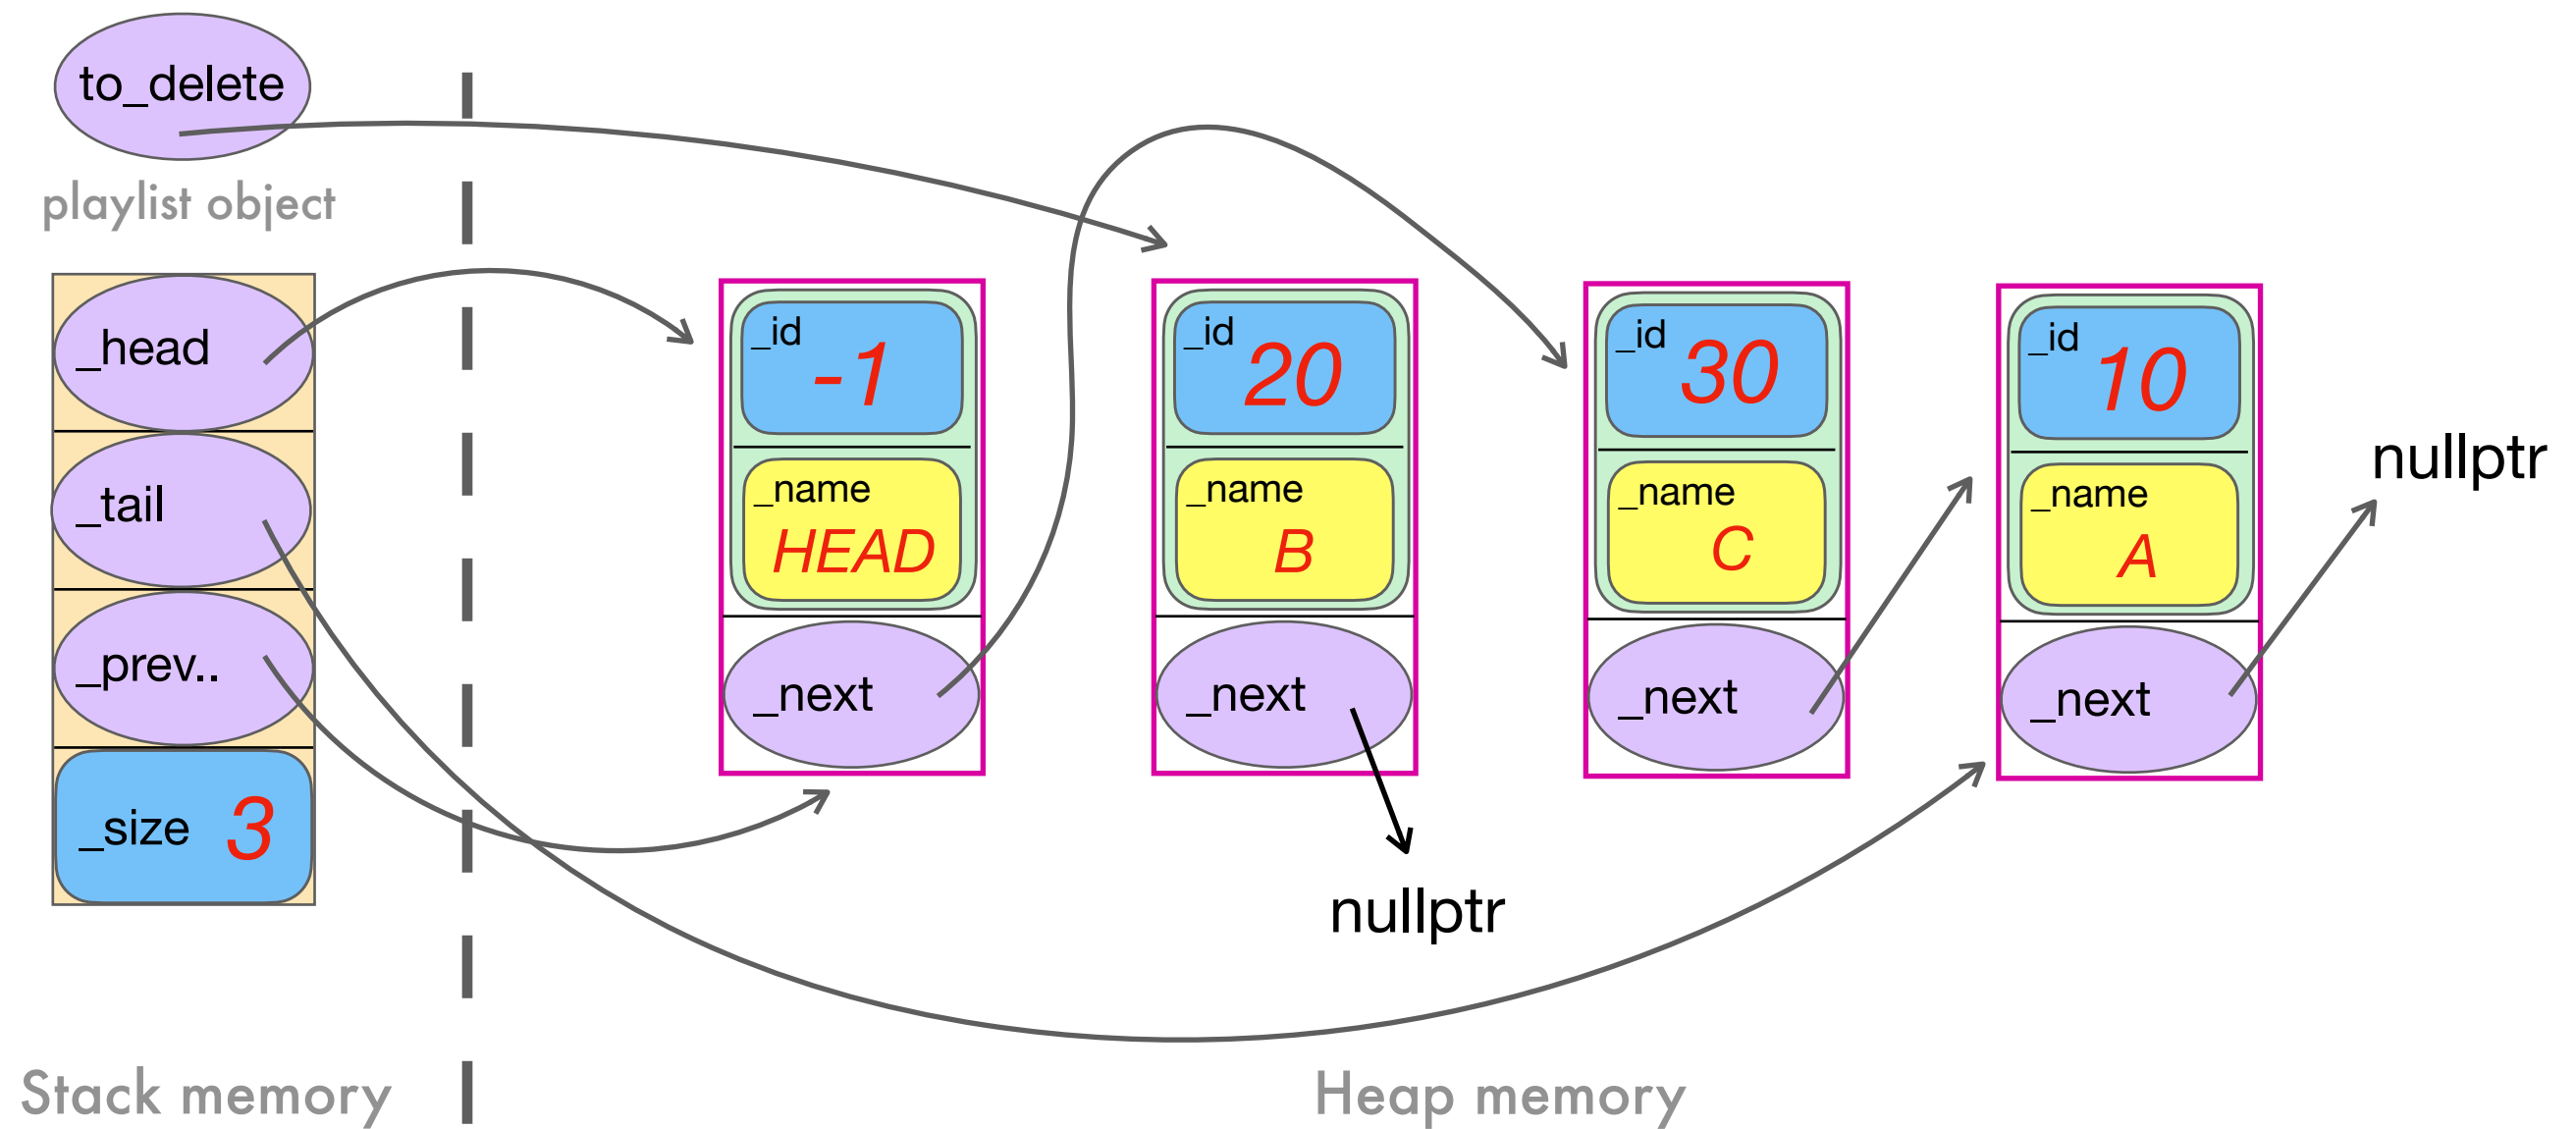 to_delete
playlist object
_head
_tail
_prev..
_size 3
_id -1
_name
HEAD
_next
_id 20
_name
B
_next
nullptr
_id 30
_name
C
_next
_id 10
_name
A
_next
nullptr
Stack memory
Heap memory